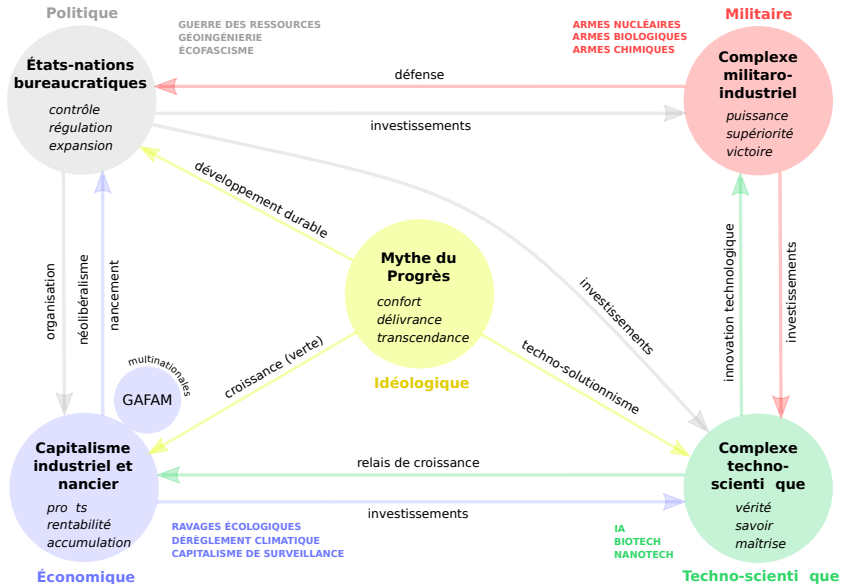 Politique
GUERRE DES RESSOURCES
GÉOINGÉNIERIE
ÉCOFASCISME
ARMES NUCLÉAIRES
ARMES BIOLOGIQUES
ARMES CHIMIQUES
Militaire
États-nations
bureaucratiques
contrôle
régulation
expansion
défense
investissements
Complexe
militaro-
industriel
puissance
supériorité
victoire
développement durable
Mythe du
Progrès
confort
délivrance
transcendance
Idéologique
organisation
néolibéralisme
nancement
investissements
innovation technologique
investissements
croissance (verte)
techno-solutionnisme
multinationales
GAFAM
Capitalisme
industriel et
nancier
pro ts
rentabilité
accumulation
relais de croissance
investissements
Complexe
techno-
scienti que
vérité
savoir
maîtrise
RAVAGES ÉCOLOGIQUES
DÉRÈGLEMENT CLIMATIQUE
CAPITALISME DE SURVEILLANCE
IA
BIOTECH
NANOTECH
Économique
Techno-scienti que